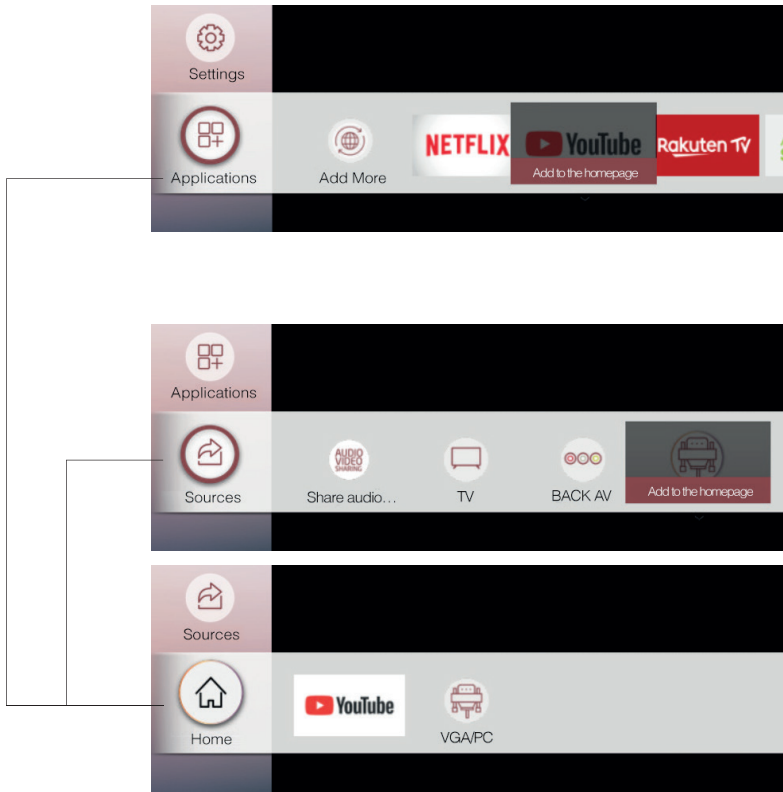 Settings
Applications
Add More
NETFLIX
YouTube
Add to the homepage
Rakuten TV
Applications
Sources
AUDIO
VIDEO
SHARING
Share audio…
TV
BACK AV
Add to the homepage
Sources
Home
YouTube
VGA/PC